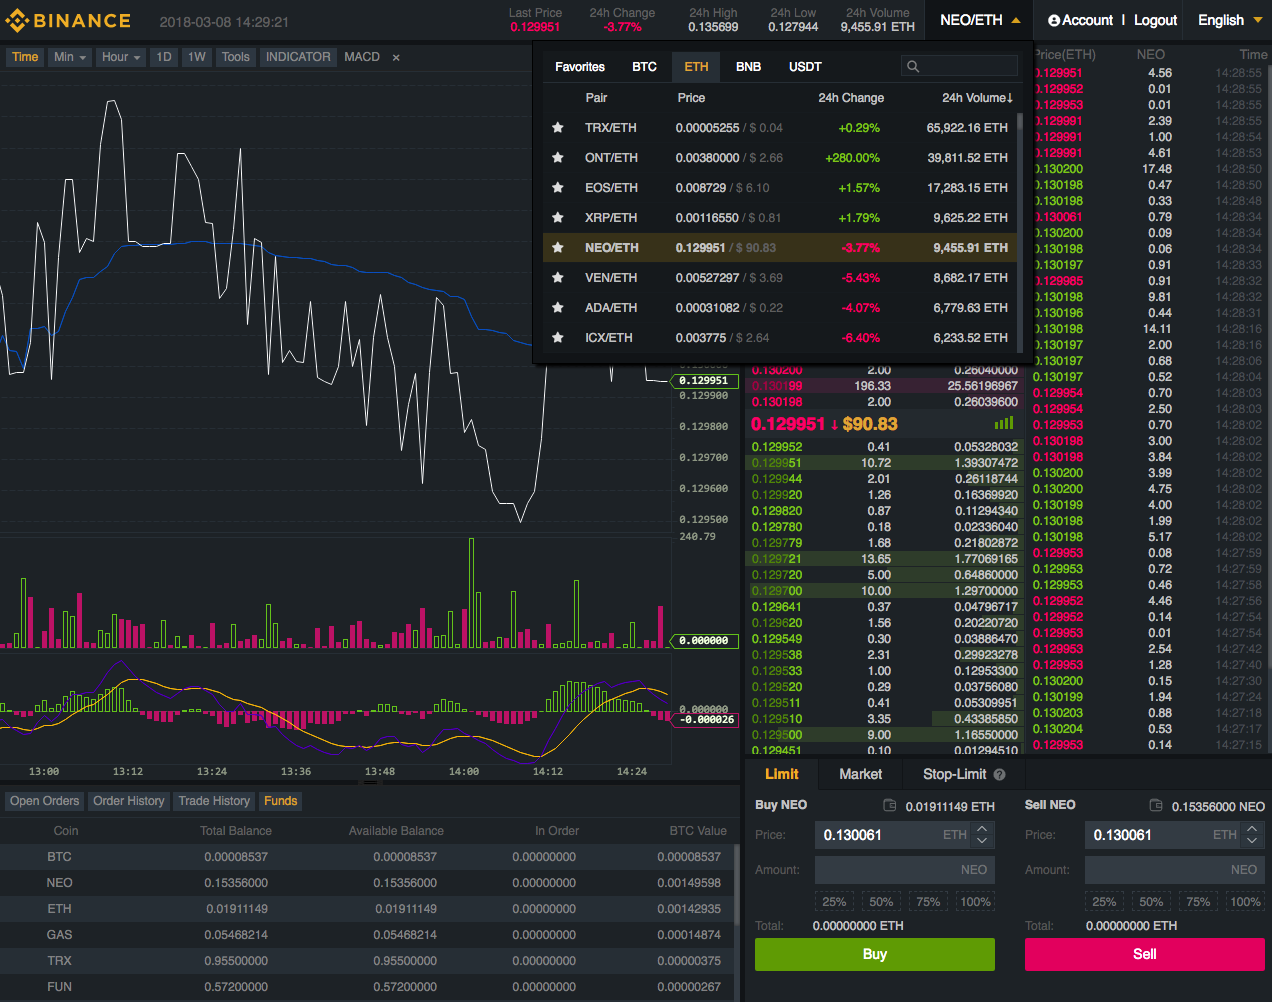 BINANCE 2018-03-08 14:29:21
Last Price 24h Change 24h High 24h Low 24h Volume
0.129951 -3.77% 0.135699 0.127944 9,455.91 ETH
NEO/ETH Account | Logout English
Time Min Hour 1D 1W Tools INDICATOR MACD ×
Favorites BTC ETH BNB USDT
Pair Price 24h Change 24h Volume↓
TRX/ETH 0.00005255 / $ 0.04 +0.29% 65,922.16 ETH
ONT/ETH 0.00380000 / $ 2.66 +280.00% 39,811.52 ETH
EOS/ETH 0.008729 / $ 6.10 +1.57% 17,283.15 ETH
XRP/ETH 0.00116550 / $ 0.81 +1.79% 9,625.22 ETH
NEO/ETH 0.129951 / $ 90.83 -3.77% 9,455.91 ETH
VEN/ETH 0.00527297 / $ 3.69 -5.43% 8,682.17 ETH
ADA/ETH 0.00031082 / $ 0.22 -4.07% 6,779.63 ETH
ICX/ETH 0.003775 / $ 2.64 -6.40% 6,233.52 ETH
0.129951
0.129900
0.129800
0.129700
0.129600
0.129500
240.79
0.000000
0.000000
-0.000026
13:00 13:12 13:24 13:36 13:48 14:00 14:12 14:24
0.130200 2.00 0.26040000
0.130199 196.33 25.56196967
0.130198 2.00 0.26039600
0.129951 ↓ $90.83
0.129952 0.41 0.05328032
0.129951 10.72 1.39307472
0.129944 2.01 0.26118744
0.129920 1.26 0.16369920
0.129820 0.87 0.11294340
0.129780 0.18 0.02336040
0.129779 1.68 0.21802872
0.129721 13.65 1.77069165
0.129720 5.00 0.64860000
0.129700 10.00 1.29700000
0.129641 0.37 0.04796717
0.129620 1.56 0.20220720
0.129549 0.30 0.03886470
0.129538 2.31 0.29923278
0.129533 1.00 0.12953300
0.129520 0.29 0.03756080
0.129511 0.41 0.05309951
0.129510 3.35 0.43385850
0.129500 9.00 1.16550000
0.129451 0.10 0.01294510
Price(ETH) NEO Time
0.129951 4.56 14:28:55
0.129952 0.01 14:28:55
0.129953 0.01 14:28:55
0.129991 2.39 14:28:55
0.129991 1.00 14:28:54
0.129991 4.61 14:28:53
0.130200 17.48 14:28:50
0.130198 0.47 14:28:50
0.130198 0.33 14:28:48
0.130061 0.79 14:28:34
0.130200 0.09 14:28:34
0.130198 0.06 14:28:34
0.130197 0.91 14:28:33
0.129985 0.91 14:28:32
0.130198 9.81 14:28:32
0.130196 0.44 14:28:31
0.130198 14.11 14:28:16
0.130197 2.00 14:28:16
0.130197 0.68 14:28:06
0.130197 0.52 14:28:04
0.129954 0.70 14:28:03
0.129954 2.50 14:28:03
0.129953 0.70 14:28:02
0.130198 3.00 14:28:02
0.130198 3.84 14:28:02
0.130200 3.99 14:28:02
0.130200 4.75 14:28:02
0.130199 4.00 14:28:02
0.130198 1.99 14:28:02
0.130198 5.17 14:28:02
0.129953 0.08 14:27:59
0.129953 0.72 14:27:59
0.129953 0.46 14:27:58
0.129952 4.46 14:27:56
0.129952 0.14 14:27:54
0.129953 0.01 14:27:54
0.129953 2.54 14:27:42
0.129953 1.28 14:27:40
0.130200 0.15 14:27:30
0.130199 1.94 14:27:24
0.130203 0.88 14:27:18
0.130204 0.53 14:27:17
0.129953 0.14 14:27:15
Open Orders Order History Trade History Funds
Coin Total Balance Available Balance In Order BTC Value
BTC 0.00008537 0.00008537 0.00000000 0.00008537
NEO 0.15356000 0.15356000 0.00000000 0.00149598
ETH 0.01911149 0.01911149 0.00000000 0.00142935
GAS 0.05468214 0.05468214 0.00000000 0.00014874
TRX 0.95500000 0.95500000 0.00000000 0.00000375
FUN 0.57200000 0.57200000 0.00000000 0.00000267
Limit Market Stop-Limit ?
Buy NEO 0.01911149 ETH
Price: 0.130061 ETH
Amount: NEO
25% 50% 75% 100%
Total: 0.00000000 ETH
Buy
Sell NEO 0.15356000 NEO
Price: 0.130061 ETH
Amount: NEO
25% 50% 75% 100%
Total: 0.00000000 ETH
Sell